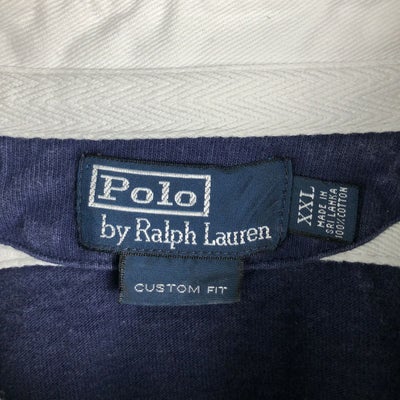 Polo
by Ralph Lauren
XXL
MADE IN
SRI LANKA
100% COTTON
CUSTOM FIT